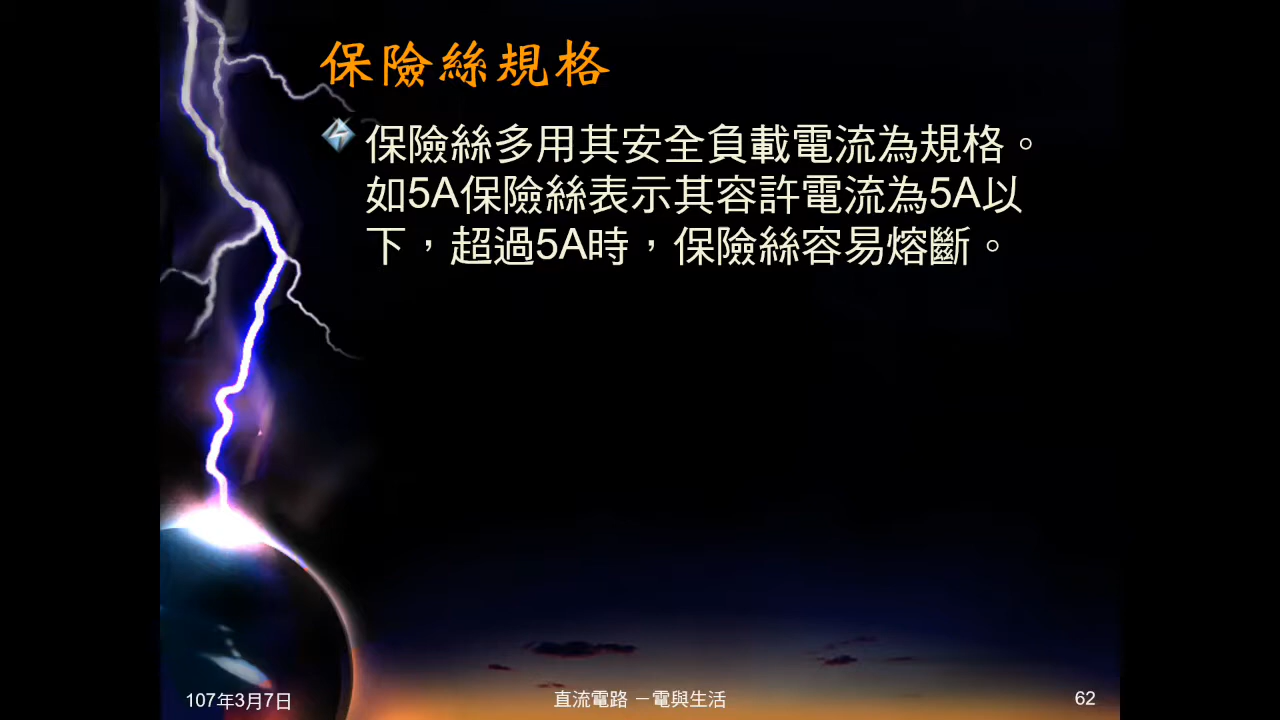 保險絲規格
保險絲多用其安全負載電流為規格。
如5A保險絲表示其容許電流為5A以
下，超過5A時，保險絲容易熔斷。
107年3月7日
直流電路 －電與生活
62